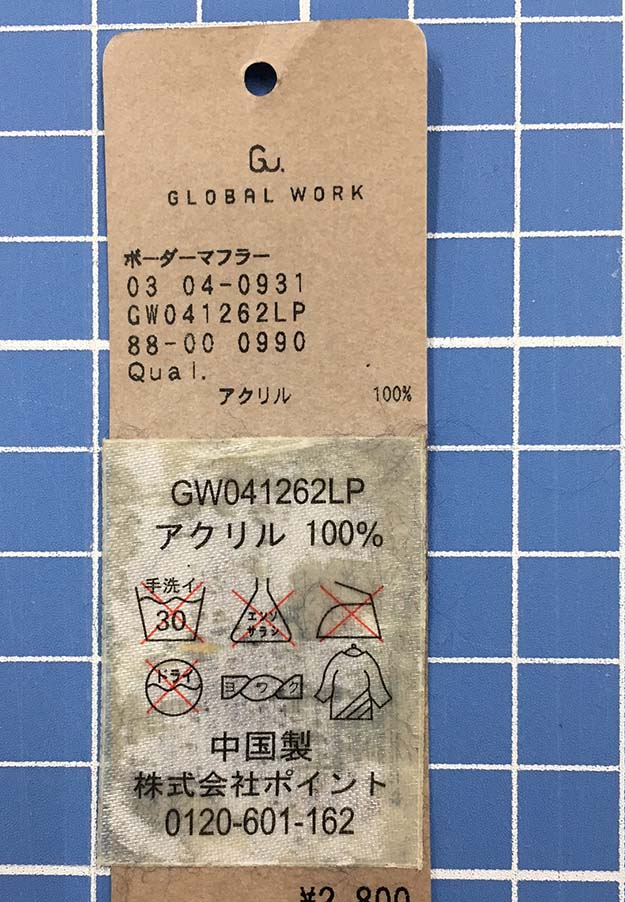 Gu.
GLOBAL WORK
ボーダーマフラー
03 04-0931
GW041262LP
88-00 0990
Qual.
アクリル 100%
GW041262LP
アクリル 100%
手洗イ
30
エンソ
サラシ
ドライ
ヨワク
中国製
株式会社ポイント
0120-601-162
¥2,800